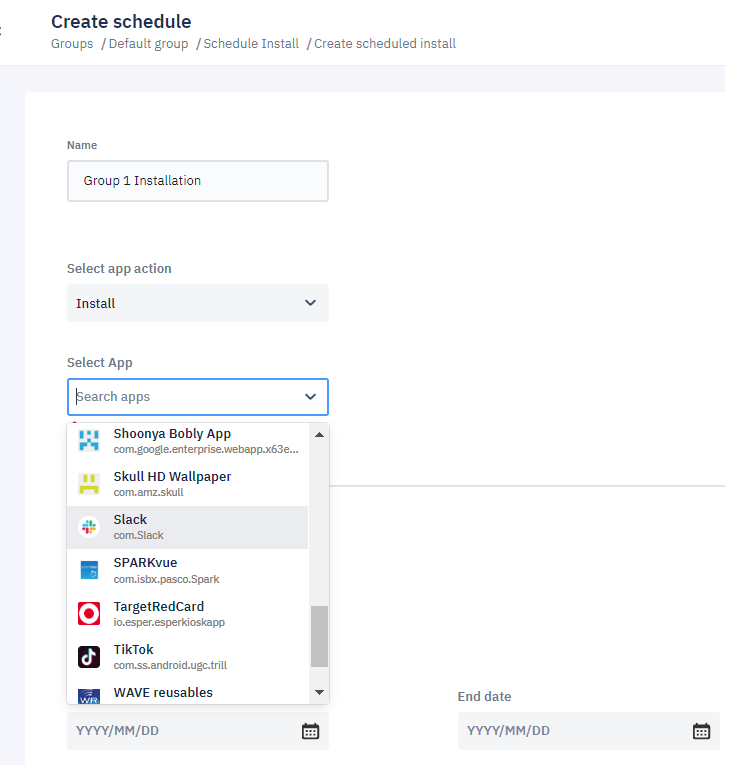 Create schedule
Groups / Default group / Schedule Install / Create scheduled install
Name
Group 1 Installation
Select app action
Install
Select App
Search apps
Shoonya Bobly App
com.google.enterprise.webapp.x63e...
Skull HD Wallpaper
com.amz.skull
Slack
com.Slack
SPARKvue
com.isbx.pasco.Spark
TargetRedCard
io.esper.esperkioskapp
TikTok
com.ss.android.ugc.trill
WAVE reusables
WR
End date
YYYY/MM/DD YYYY/MM/DD